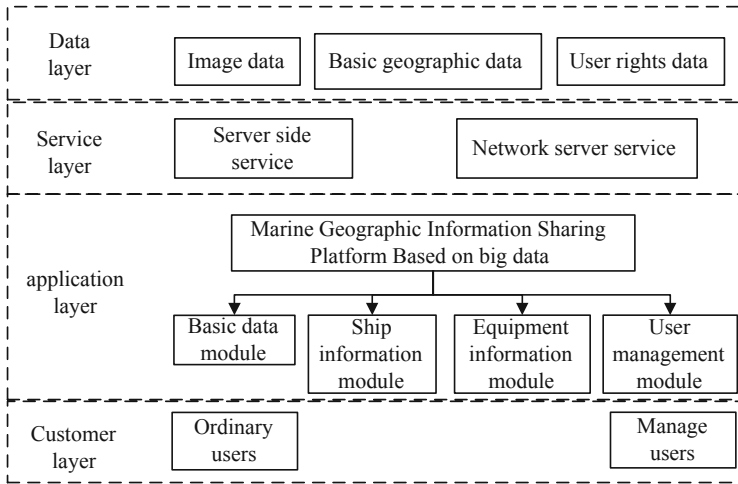 Data
layer
Image data
Basic geographic data
User rights data
Service
layer
Server side
service
Network server service
application
layer
Marine Geographic Information Sharing
Platform Based on big data
Basic data
module
Ship
information
module
Equipment
information
module
User
management
module
Customer
layer
Ordinary
users
Manage
users